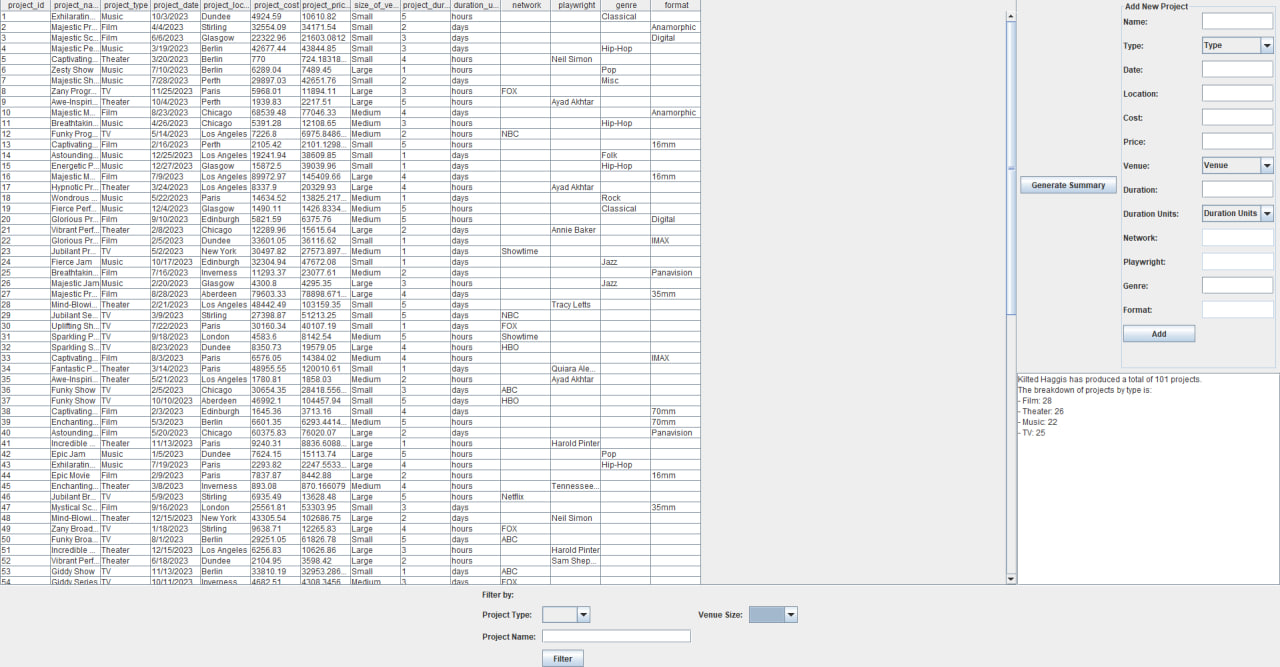 project_id project_na... project_type project_date project_loc... project_cost project_pric... size_of_ve... project_dur... duration_u... network playwright genre format
1 Exhilaratin... Music 10/3/2023 Dundee 4924.59 10610.82 Small 5 hours Classical
2 Majestic Pr... Film 4/4/2023 Stirling 32554.09 34171.54 Small 2 days Anamorphic
3 Majestic Sc... Film 6/6/2023 Glasgow 22322.96 21603.0812 Small 5 days Digital
4 Majestic Pe... Music 3/19/2023 Berlin 42677.44 43844.85 Small 3 days Hip-Hop
5 Captivating... Theater 3/20/2023 Berlin 770 724.18318... Small 4 hours Neil Simon
6 Zesty Show Music 7/10/2023 Berlin 6289.04 7489.45 Large 1 hours Pop
7 Majestic Sh... Music 7/28/2023 Perth 29897.03 42651.76 Small 2 days Misc
8 Zany Progr... TV 11/25/2023 Paris 5968.01 11894.11 Large 3 hours FOX
9 Awe-Inspiri... Theater 10/4/2023 Perth 1939.83 2217.51 Large 5 hours Ayad Akhtar
10 Majestic M... Film 8/23/2023 Chicago 68539.48 77046.33 Medium 4 days Anamorphic
11 Breathtakin... Music 4/26/2023 Chicago 5391.28 12108.65 Medium 3 hours Hip-Hop
12 Funky Prog... TV 5/14/2023 Los Angeles 7226.8 6975.8486... Medium 2 hours NBC
13 Captivating... Film 2/16/2023 Perth 2105.42 2101.1298... Small 5 days 16mm
14 Astounding... Music 12/25/2023 Los Angeles 19241.94 38609.85 Small 1 days Folk
15 Energetic P... Music 12/27/2023 Glasgow 15872.5 39039.96 Small 1 days Hip-Hop
16 Majestic M... Film 7/9/2023 Los Angeles 89972.97 145409.66 Large 4 days 16mm
17 Hypnotic Pr... Theater 3/24/2023 Los Angeles 8337.9 20329.93 Large 4 hours Ayad Akhtar
18 Wondrous ... Music 5/22/2023 Paris 14634.52 13825.217... Medium 1 days Rock
19 Fierce Perf... Music 12/4/2023 Glasgow 1490.11 1426.8334... Medium 5 hours Classical
20 Glorious Pr... Film 9/10/2023 Edinburgh 5821.59 6375.76 Medium 5 hours Digital
21 Vibrant Perf... Theater 2/8/2023 Chicago 12289.96 15615.64 Large 2 days Annie Baker
22 Glorious Pr... Film 2/5/2023 Dundee 33601.05 36116.62 Small 1 days IMAX
23 Jubilant Pr... TV 5/2/2023 New York 30497.82 27573.897... Medium 1 days Showtime
24 Fierce Jam Music 10/17/2023 Edinburgh 32304.94 47672.08 Small 1 days Jazz
25 Breathtakin... Film 7/16/2023 Inverness 11293.37 23077.61 Medium 2 days Panavision
26 Majestic Jam Music 2/20/2023 Glasgow 4300.8 4295.35 Large 3 hours Jazz
27 Majestic Pr... Film 8/28/2023 Aberdeen 79603.33 78898.671... Large 4 days 35mm
28 Mind-Blowi... Theater 2/21/2023 Los Angeles 48442.49 103159.35 Small 5 days Tracy Letts
29 Jubilant Se... TV 3/9/2023 Stirling 27398.87 51213.25 Small 5 days NBC
30 Uplifting Sh... TV 7/22/2023 Paris 30160.34 40107.19 Small 1 days FOX
31 Sparkling P... TV 9/18/2023 London 4583.6 8142.54 Medium 5 hours Showtime
32 Sparkling S... TV 8/23/2023 Dundee 8350.73 19579.05 Large 4 hours HBO
33 Captivating... Film 8/3/2023 Paris 6576.05 14384.02 Medium 4 hours IMAX
34 Fantastic P... Theater 3/14/2023 Paris 48955.55 120010.61 Small 1 days Quiara Ale...
35 Awe-Inspiri... Theater 5/21/2023 Los Angeles 1780.81 1858.03 Medium 2 hours Ayad Akhtar
36 Funky Show TV 2/5/2023 Chicago 30654.35 28418.556... Small 3 days ABC
37 Funky Show TV 10/10/2023 Aberdeen 46992.1 104457.94 Small 5 days HBO
38 Captivating... Film 2/3/2023 Edinburgh 1645.36 3713.16 Small 4 days 70mm
39 Enchanting... Film 5/3/2023 Berlin 6601.35 6293.4414... Medium 5 hours 70mm
40 Astounding... Film 5/20/2023 Chicago 60375.83 76020.07 Large 2 days Panavision
41 Incredible ... Theater 11/13/2023 Paris 9240.31 8836.6088... Large 1 hours Harold Pinter
42 Epic Jam Music 1/5/2023 Dundee 7624.15 15113.74 Large 5 hours Pop
43 Exhilaratin... Music 7/19/2023 Paris 2293.82 2247.5533... Large 4 hours Hip-Hop
44 Epic Movie Film 2/9/2023 Paris 7837.87 8442.88 Large 2 hours 16mm
45 Enchanting... Theater 3/8/2023 Inverness 893.08 870.166079 Medium 4 hours Tennessee...
46 Jubilant Br... TV 5/9/2023 Stirling 6935.49 13628.48 Large 5 hours Netflix
47 Mystical Sc... Film 9/16/2023 London 25561.81 53303.95 Small 3 days 35mm
48 Mind-Blowi... Theater 12/15/2023 New York 43305.54 102686.75 Large 2 days Neil Simon
49 Zany Broad... TV 1/18/2023 Stirling 9638.71 12265.83 Large 4 hours FOX
50 Funky Broa... TV 8/1/2023 Berlin 29251.05 61826.78 Small 5 days ABC
51 Incredible ... Theater 12/15/2023 Los Angeles 6256.83 10626.86 Large 3 hours Harold Pinter
52 Vibrant Perf... Theater 6/18/2023 Dundee 2104.95 3598.42 Large 2 hours Sam Shep...
53 Giddy Show TV 11/13/2023 Berlin 33810.19 32953.286... Small 1 days ABC
54 Giddy Series TV 10/11/2023 Inverness 4682.51 4308.3456 Medium 3 hours FOX
Generate Summary
Add New Project
Name:
Type: Type
Date:
Location:
Cost:
Price:
Venue: Venue
Duration:
Duration Units: Duration Units
Network:
Playwright:
Genre:
Format:
Add
Kilted Haggis has produced a total of 101 projects.
The breakdown of projects by type is:
- Film: 28
- Theater: 26
- Music: 22
- TV: 25
Filter by:
Project Type: Venue Size:
Project Name:
Filter